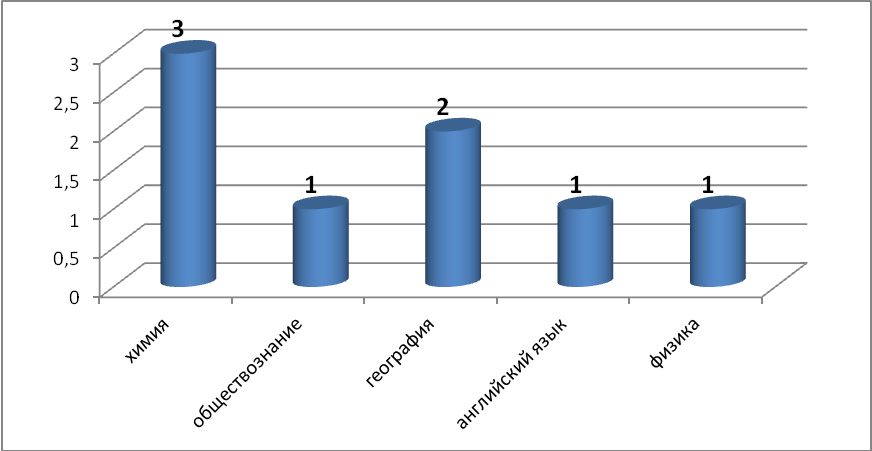 3
1
2
1
1
3
2,5
2
1,5
1
0,5
0
химия
обществознание
география
английский язык
физика